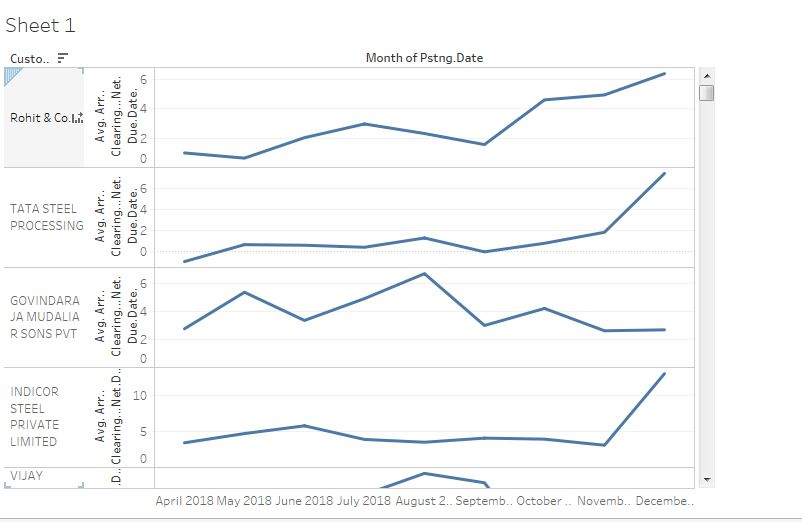 Sheet 1
Custo..
Month of Pstng.Date
Rohit & Co.
Avg. Arr..
Clearing...Net.
Due.Date.
6
4
2
0
TATA STEEL
PROCESSING
Avg. Arr..
Clearing...Net.
Due.Date.
6
4
2
0
GOVINDARA
JA MUDALIA
R SONS PVT
Avg. Arr..
Clearing...Net.
Due.Date.
6
4
2
0
INDICOR
STEEL
PRIVATE
LIMITED
Avg. Arr..
Clearing...Net.D..
10
5
0
VIJAY
.D..
April 2018 May 2018 June 2018 July 2018 August 2.. Septemb.. October .. Novemb.. Decembe..